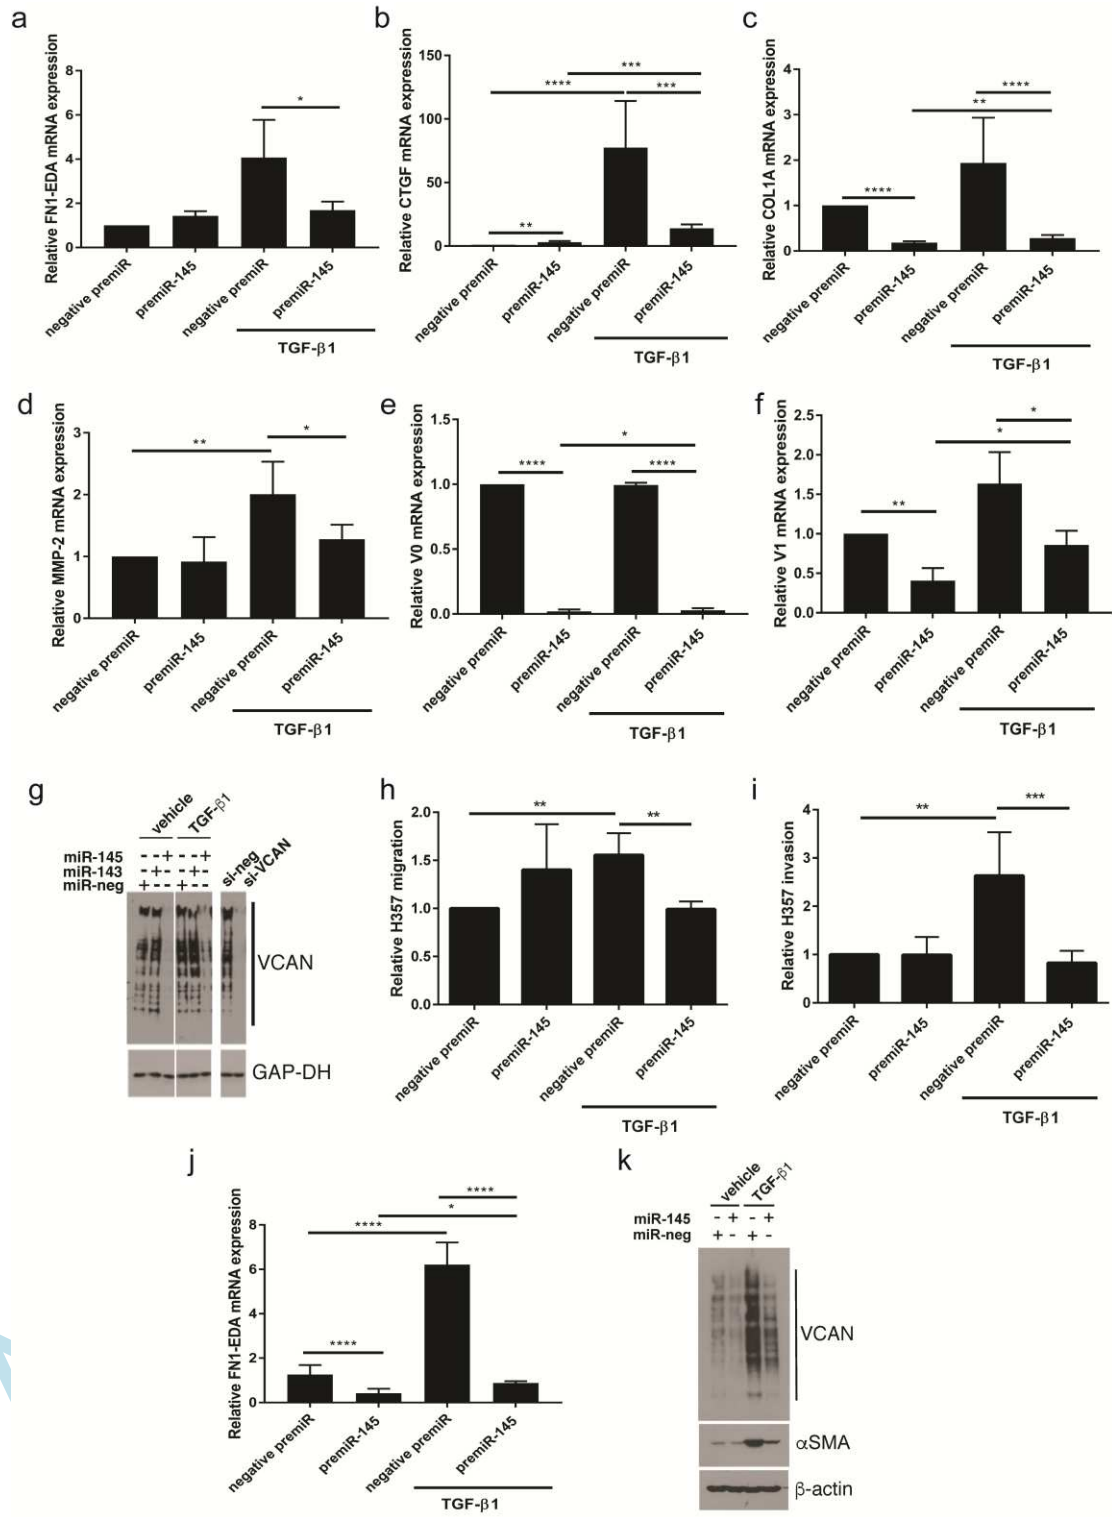 a
Relative FN1-EDA mRNA expression
8
6
4
2
0
*
negative premiR
premiR-145
negative premiR
premiR-145
TGF-β1
b
Relative CTGF mRNA expression
150
100
50
0
***
****
***
**
negative premiR
premiR-145
negative premiR
premiR-145
TGF-β1
c
Relative COL1A mRNA expression
4
3
2
1
0
****
**
****
negative premiR
premiR-145
negative premiR
premiR-145
TGF-β1
d
Relative MMP-2 mRNA expression
3
2
1
0
**
*
negative premiR
premiR-145
negative premiR
premiR-145
TGF-β1
e
Relative V0 mRNA expression
1.5
1.0
0.5
0.0
*
****
****
negative premiR
premiR-145
negative premiR
premiR-145
TGF-β1
f
Relative V1 mRNA expression
2.5
2.0
1.5
1.0
0.5
0.0
*
*
**
negative premiR
premiR-145
negative premiR
premiR-145
TGF-β1
g
vehicle
TGF-β1
si-neg
si-VCAN
miR-145 - - + - - +
miR-143 - + - - + -
miR-neg + - - + - -
VCAN
GAP-DH
h
Relative H357 migration
2.0
1.5
1.0
0.5
0.0
**
**
negative premiR
premiR-145
negative premiR
premiR-145
TGF-β1
i
Relative H357 invasion
4
3
2
1
0
**
***
negative premiR
premiR-145
negative premiR
premiR-145
TGF-β1
j
Relative FN1-EDA mRNA expression
8
6
4
2
0
****
*
****
****
negative premiR
premiR-145
negative premiR
premiR-145
TGF-β1
k
vehicle
TGF-β1
miR-145 - + - +
miR-neg + - + -
VCAN
αSMA
β-actin